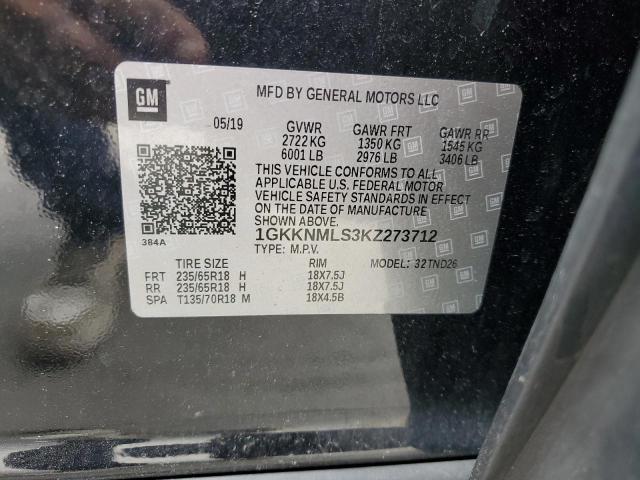 GM
MFD BY GENERAL MOTORS LLC
05/19 GVWR GAWR FRT GAWR RR
2722 KG 1350 KG 1545 KG
6001 LB 2976 LB 3406 LB
THIS VEHICLE CONFORMS TO ALL
APPLICABLE U.S. FEDERAL MOTOR
VEHICLE SAFETY STANDARDS IN EFFECT
ON THE DATE OF MANUFACTURE
SHOWN ABOVE.
1GKKNMLS3KZ273712
384A
TYPE: M.P.V. MODEL: 32TND26
TIRE SIZE RIM
FRT 235/65R18 H 18X7.5J
RR 235/65R18 H 18X7.5J
SPA T135/70R18 M 18X4.5B